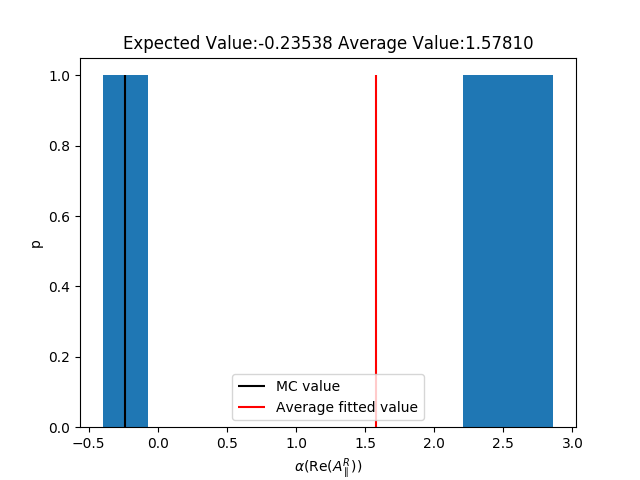 Expected Value:-0.23538 Average Value:1.57810
1.0
0.8
0.6
0.4
0.2
0.0
p
MC value
Average fitted value
−0.5 0.0 0.5 1.0 1.5 2.0 2.5 3.0
α(Re(A_∥^R))